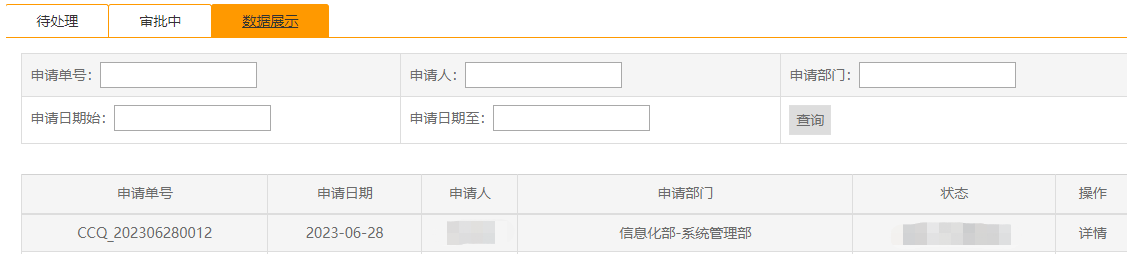 待处理 审批中 数据展示
申请单号: 申请人: 申请部门:
申请日期始: 申请日期至: 查询
申请单号 申请日期 申请人 申请部门 状态 操作
CCQ_202306280012 2023-06-28 信息化部-系统管理部 详情